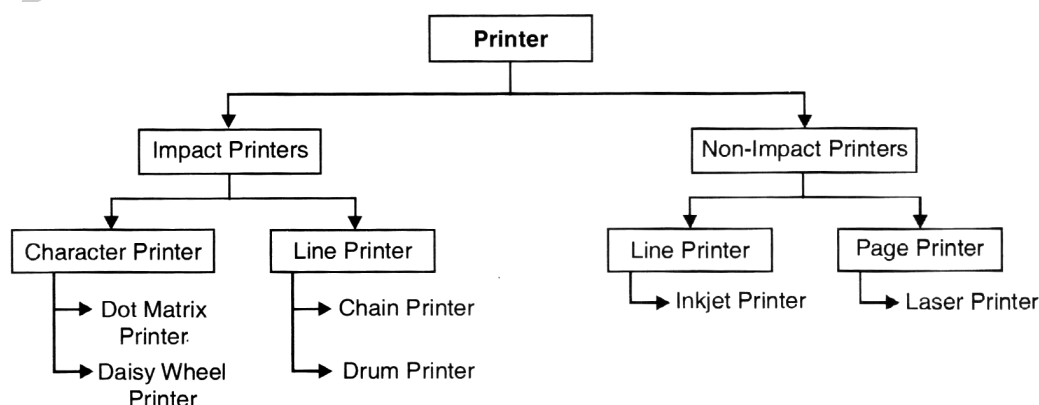 Printer
Impact Printers
Non-Impact Printers
Character Printer
Line Printer
Line Printer
Page Printer
Dot Matrix
Printer
Daisy Wheel
Printer
Chain Printer
Drum Printer
Inkjet Printer
Laser Printer